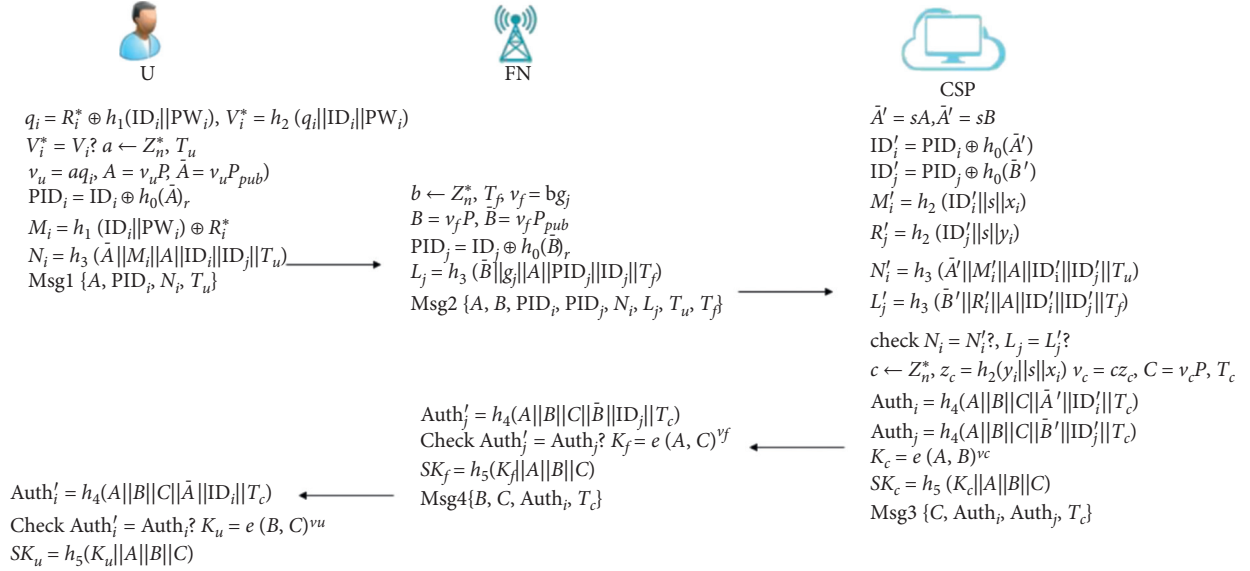 U
q_i = R_i^* ⊕ h_1(ID_i||PW_i), V_i^* = h_2 (q_i||ID_i||PW_i)
V_i^* = V_i? a ← Z_n^*, T_u
v_u = aq_i, A = v_uP, Ā = v_uP_{pub})
PID_i = ID_i ⊕ h_0(Ā)_r
M_i = h_1 (ID_i||PW_i) ⊕ R_i^*
N_i = h_3 (Ā||M_i||A||ID_i||ID_j||T_u)
Msg1 {A, PID_i, N_i, T_u}
FN
b ← Z_n^*, T_f, v_f = bg_j
B = v_fP, B̄ = v_fP_{pub}
PID_j = ID_j ⊕ h_0(B̄)_r
L_j = h_3 (B̄||g_j||A||PID_j||ID_j||T_f)
Msg2 {A, B, PID_i, PID_j, N_i, L_j, T_u, T_f}
CSP
Ā′ = sA,Ā′ = sB
ID_i′ = PID_i ⊕ h_0(Ā′)
ID_j′ = PID_j ⊕ h_0(B̄′)
M_i′ = h_2 (ID_i′||s||x_i)
R_j′ = h_2 (ID_j′||s||y_i)
N_i′ = h_3 (Ā′||M_i′||A||ID_i′||ID_j′||T_u)
L_j′ = h_3 (B̄′||R_i′||A||ID_i′||ID_j′||T_f)
check N_i = N_i′?, L_j = L_j′?
c ← Z_n^*, z_c = h_2(y_i||s||x_i) v_c = cz_c, C = v_cP, T_c
Auth_i = h_4(A||B||C||Ā′||ID_i′||T_c)
Auth_j = h_4(A||B||C||B̄′||ID_j′||T_c)
K_c = e (A, B)^{vc}
SK_c = h_5 (K_c||A||B||C)
Msg3 {C, Auth_i, Auth_j, T_c}
Auth_j′ = h_4(A||B||C||B̄||ID_j||T_c)
Check Auth_j′ = Auth_j? K_f = e (A, C)^{vf}
SK_f = h_5(K_f||A||B||C)
Msg4{B, C, Auth_i, T_c}
Auth_i′ = h_4(A||B||C||Ā||ID_i||T_c)
Check Auth_i′ = Auth_i? K_u = e (B, C)^{vu}
SK_u = h_5(K_u||A||B||C)